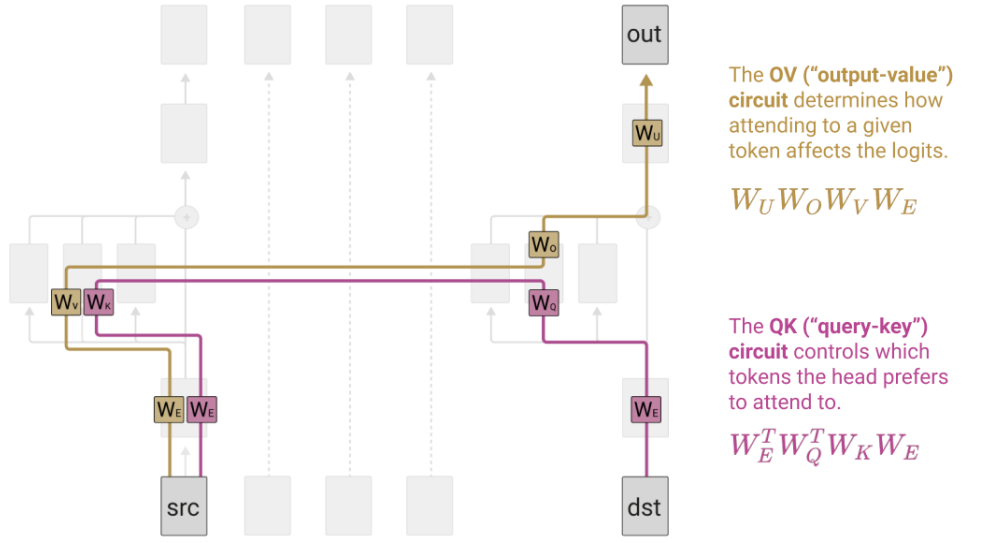 out
The OV (“output-value”)
circuit determines how
attending to a given
token affects the logits.
W_U
W_U W_O W_V W_E
+
+
W_O
W_V W_K
W_Q
The QK (“query-key”)
circuit controls which
tokens the head prefers
to attend to.
W_E W_E
W_E
W_E^T W_Q^T W_K W_E
src
dst